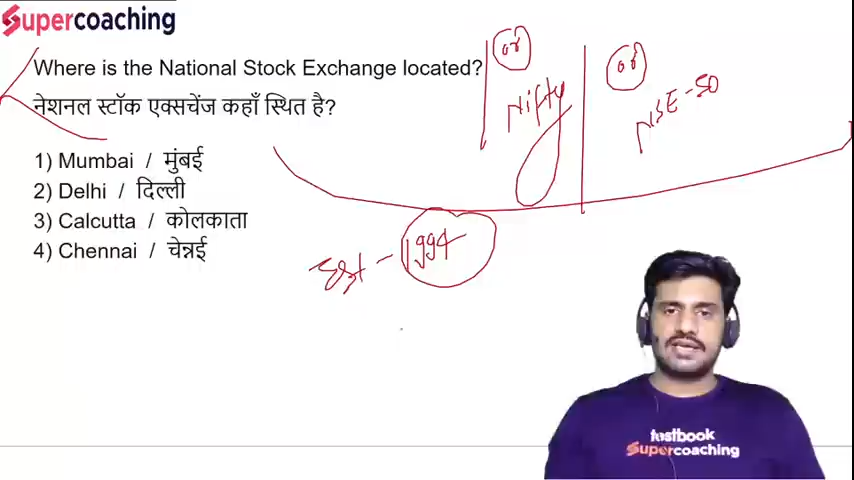 Supercoaching
Where is the National Stock Exchange located?
नेशनल स्टॉक एक्सचेंज कहाँ स्थित है?
1) Mumbai / मुंबई
2) Delhi / दिल्ली
3) Calcutta / कोलकाता
4) Chennai / चेन्नई
or
Nifty
or
NSE-50
Est - 1994
testbook
Supercoaching